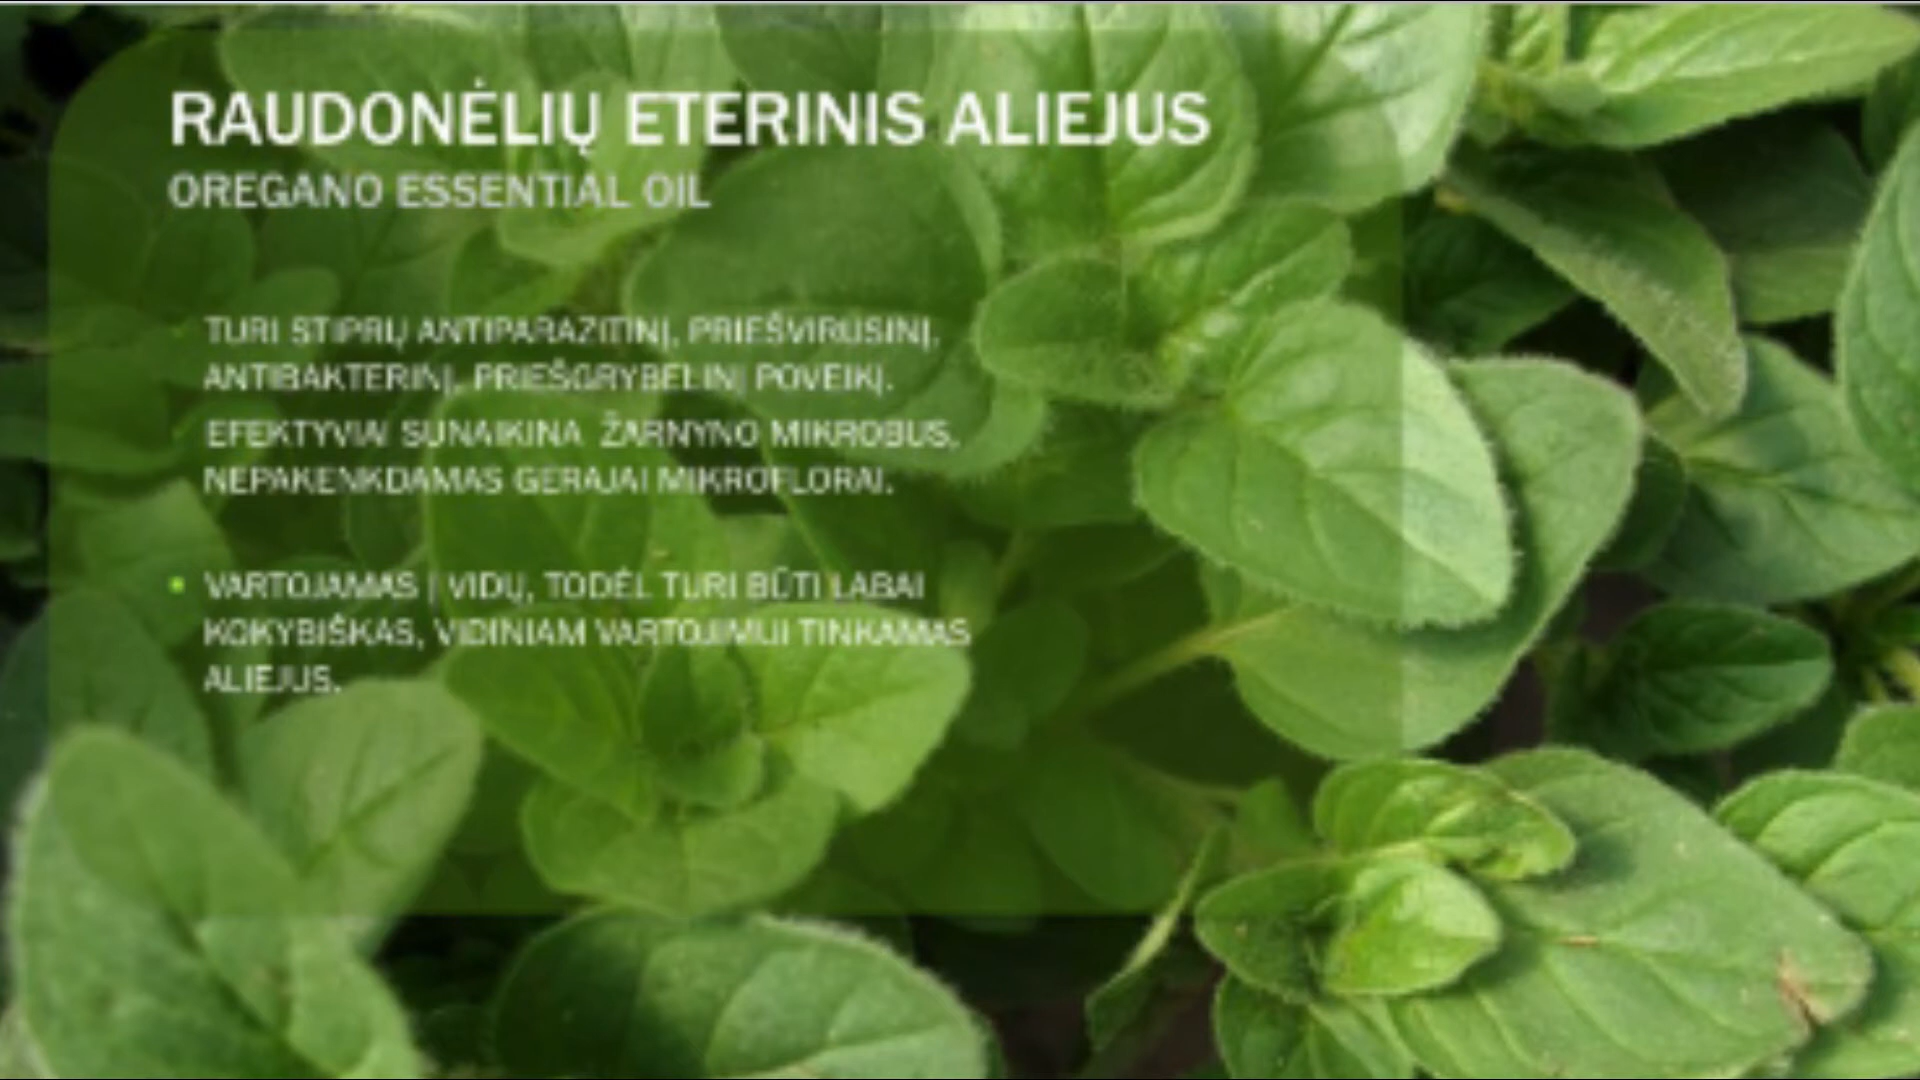 RAUDONĖLIŲ ETERINIS ALIEJUS
OREGANO ESSENTIAL OIL
TURI STIPRŲ ANTIPARAZITINĮ, PRIEŠVIRUSINĮ,
ANTIBAKTERINĮ, PRIEŠGRYBELINĮ POVEIKĮ.
EFEKTYVIAI SUNAIKINA ŽARNYNO MIKROBUS,
NEPAKENKDAMAS GERAJAI MIKROFLORAI.
VARTOJAMAS Į VIDŲ, TODĖL TURI BŪTI LABAI
KOKYBIŠKAS, VIDINIAM VARTOJIMUI TINKAMAS
ALIEJUS.